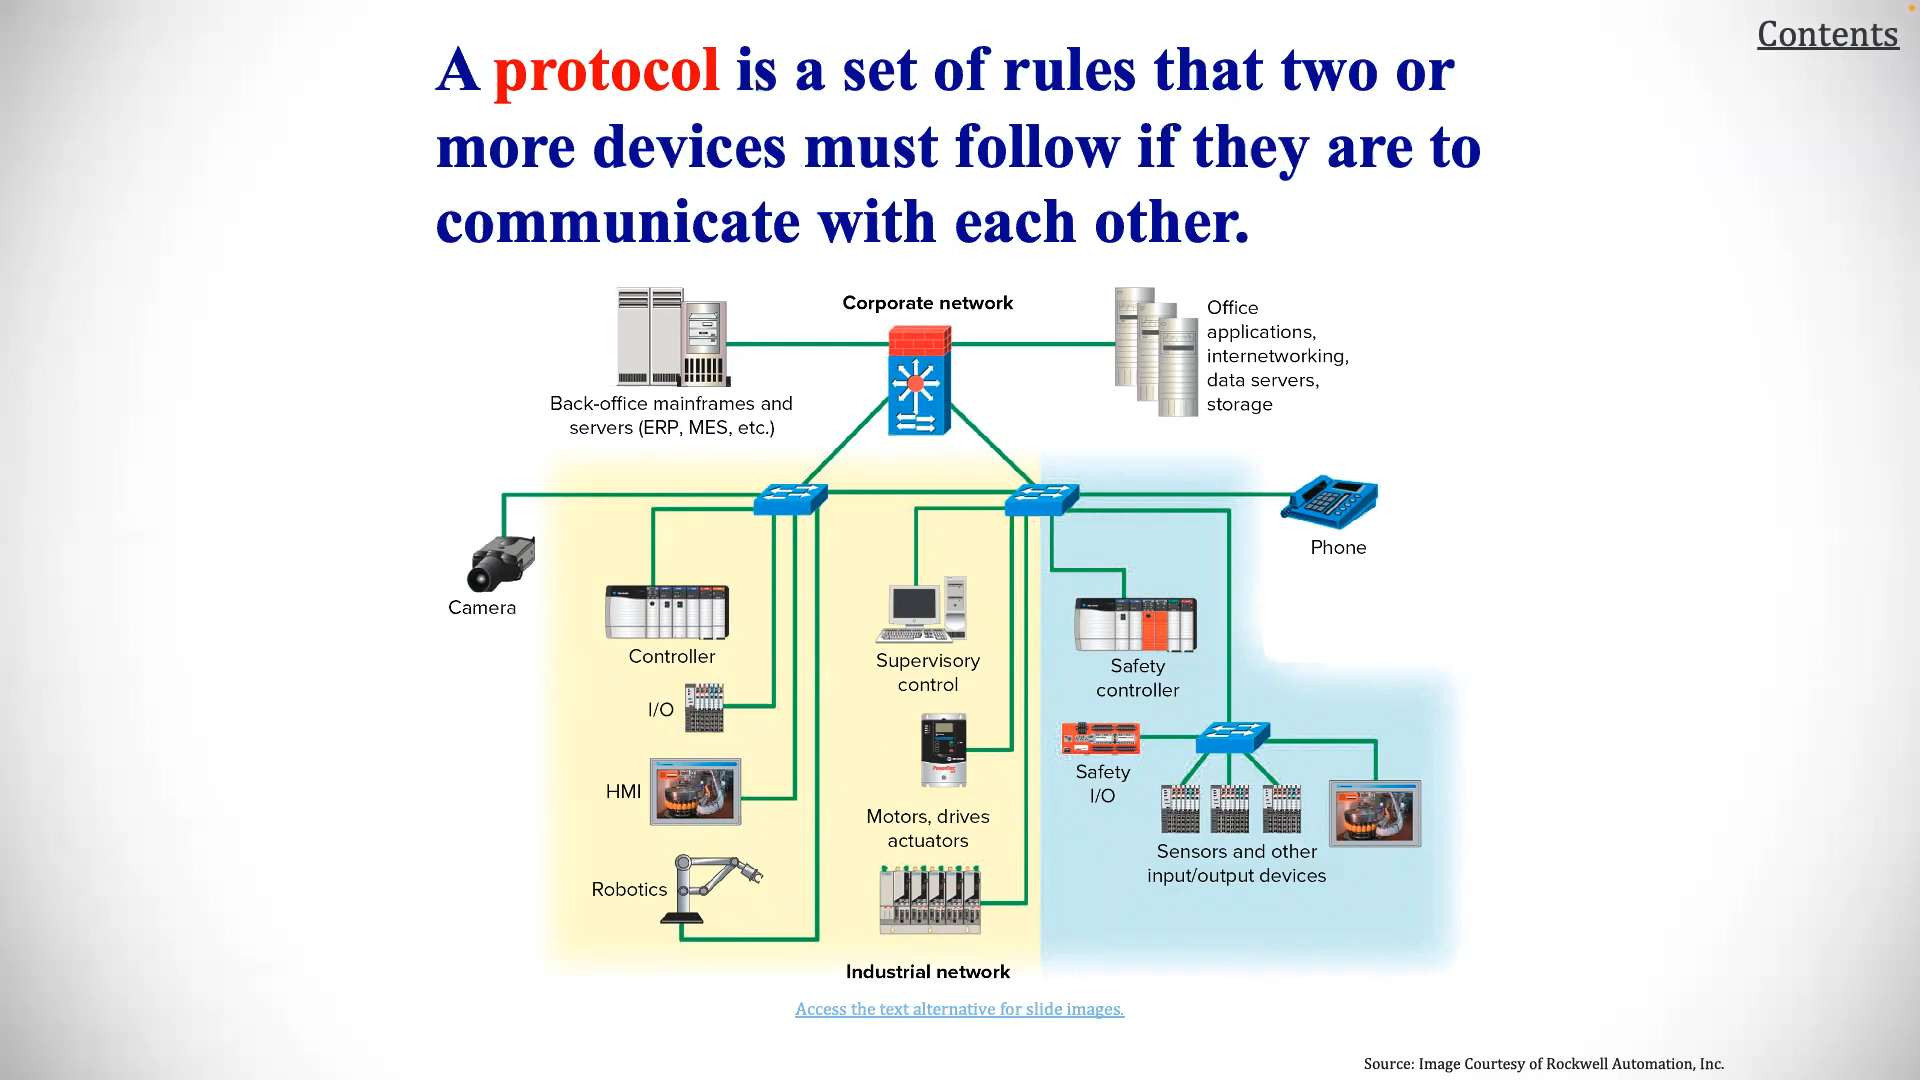 Contents
A protocol is a set of rules that two or
more devices must follow if they are to
communicate with each other.
Corporate network
Office
applications,
internetworking,
data servers,
storage
Back-office mainframes and
servers (ERP, MES, etc.)
Camera
Phone
Controller
Supervisory
control
Safety
controller
I/O
HMI
Safety
I/O
Motors, drives
actuators
Sensors and other
input/output devices
Robotics
Industrial network
Access the text alternative for slide images.
Source: Image Courtesy of Rockwell Automation, Inc.